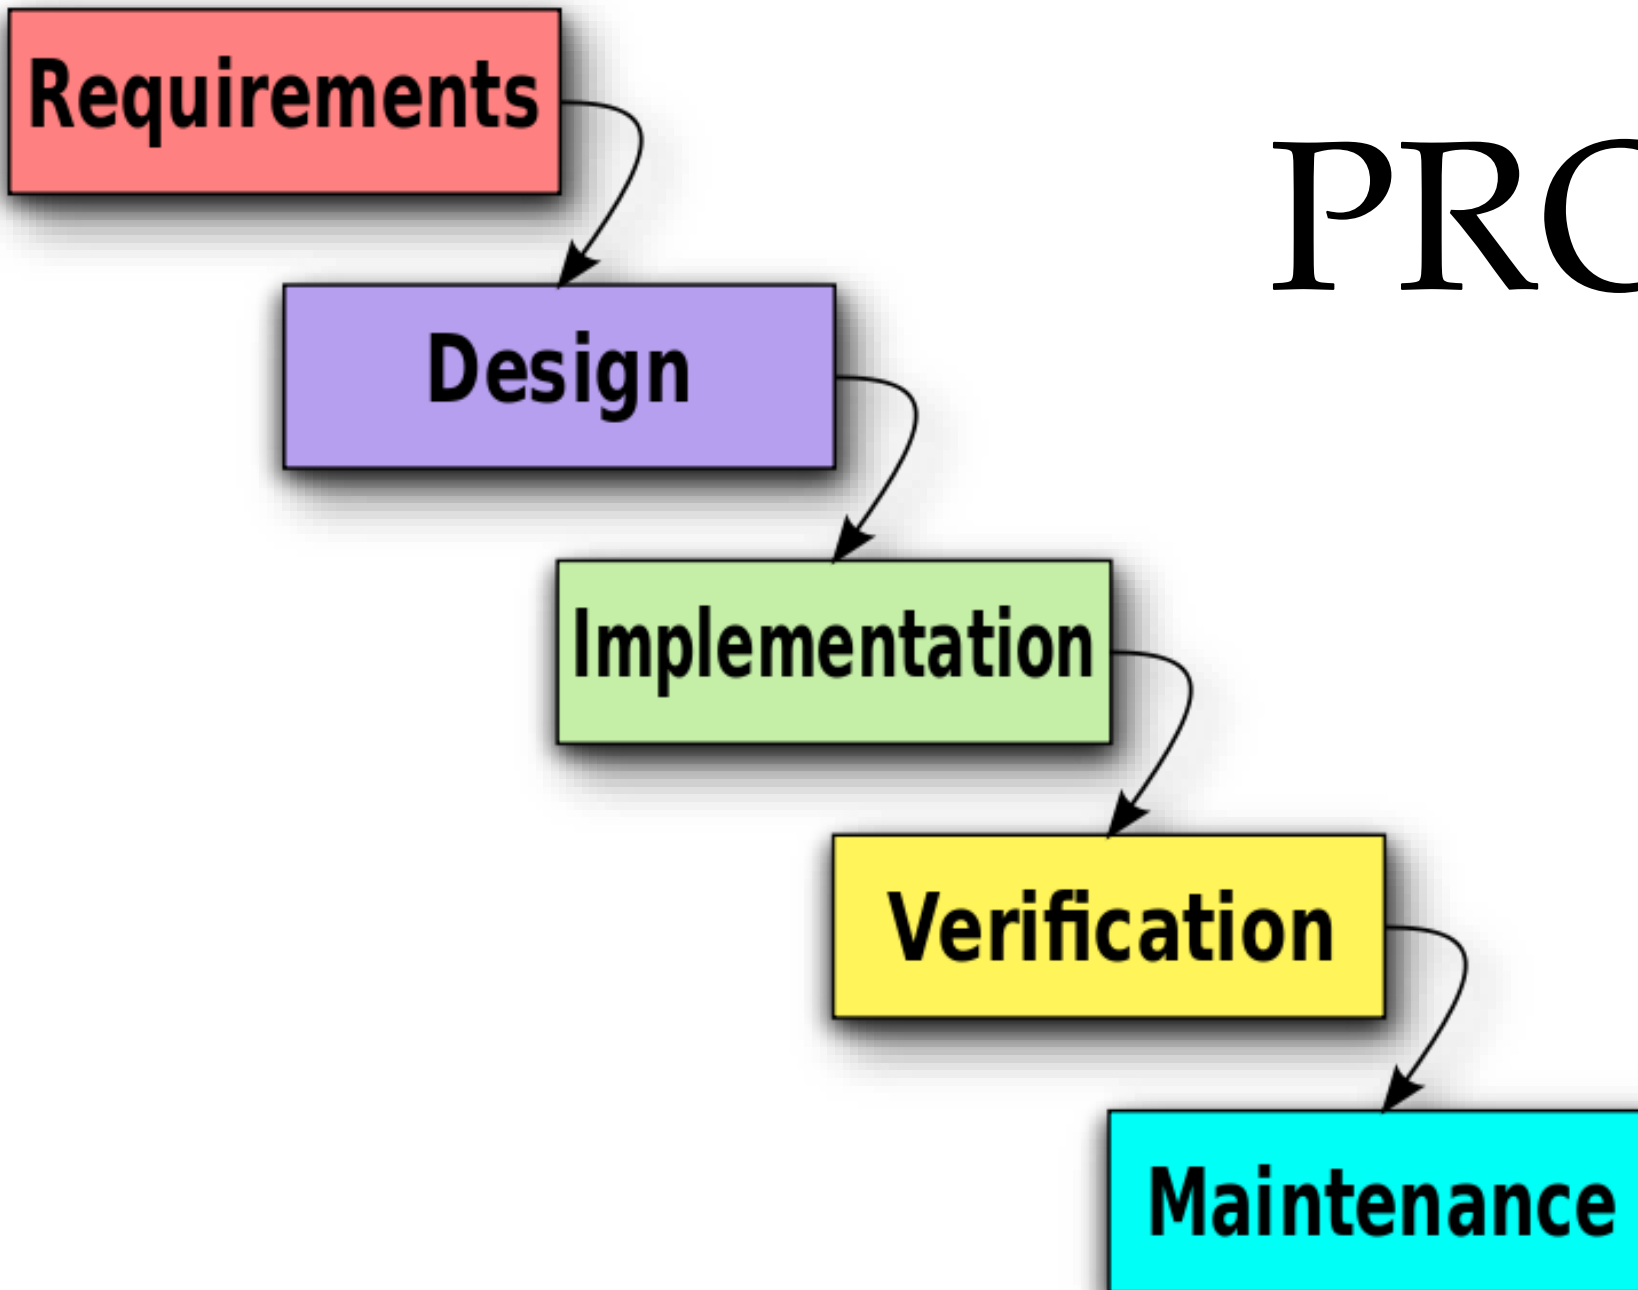 Requirements
PRO
Design
Implementation
Verification
Maintenance